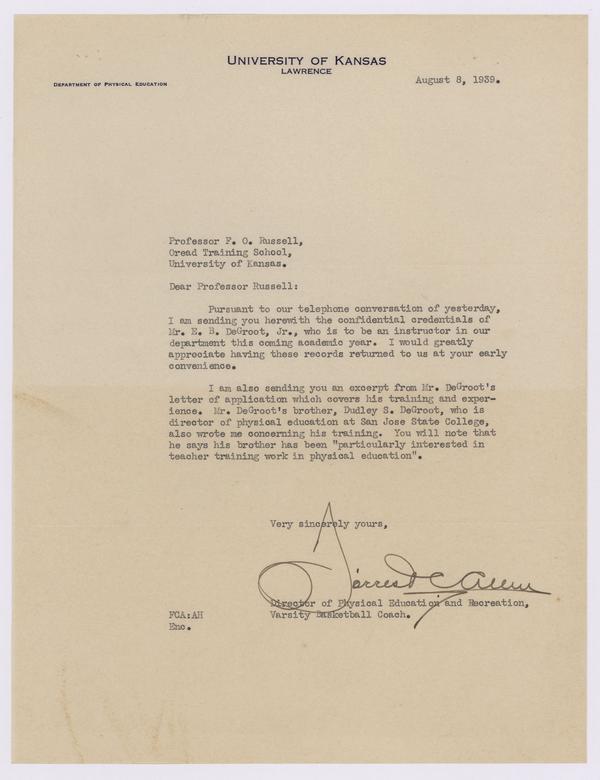 UNIVERSITY OF KANSAS
LAWRENCE
DEPARTMENT OF PHYSICAL EDUCATION
August 8, 1939.
Professor F. O. Russell,
Oread Training School,
University of Kansas.
Dear Professor Russell:
Pursuant to our telephone conversation of yesterday,
I am sending you herewith the confidential credentials of
Mr. E. B. DeGroot, Jr., who is to be an instructor in our
department this coming academic year. I would greatly
appreciate having these records returned to us at your early
convenience.
I am also sending you an excerpt from Mr. DeGroot's
letter of application which covers his training and exper-
ience. Mr. DeGroot's brother, Dudley S. DeGroot, who is
director of physical education at San Jose State College,
also wrote me concerning his training. You will note that
he says his brother has been "particularly interested in
teacher training work in physical education".
Very sincerely yours,
Forrest C. Allen
Director of Physical Education and Recreation,
FCA:AH Varsity Basketball Coach.
Enc.